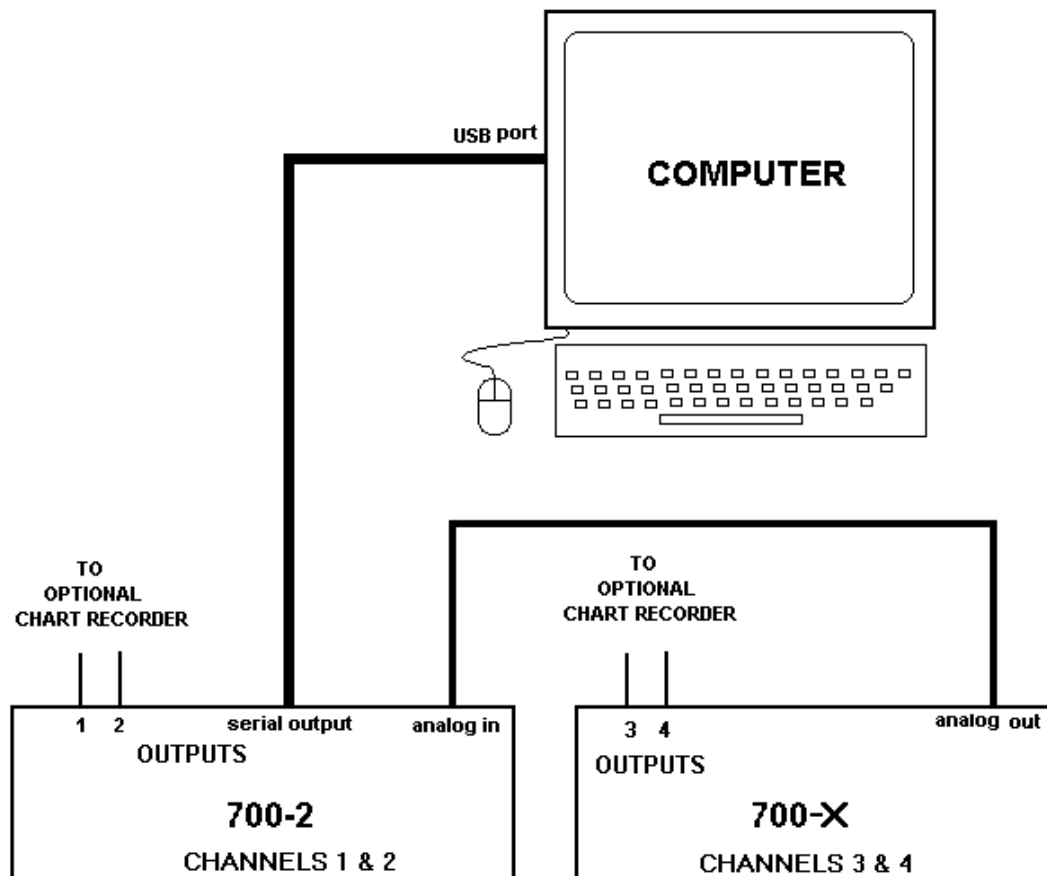 USB port
COMPUTER
TO
OPTIONAL
CHART RECORDER
TO
OPTIONAL
CHART RECORDER
1 2 serial output analog in
OUTPUTS
700-2
CHANNELS 1 & 2
3 4 analog out
OUTPUTS
700-X
CHANNELS 3 & 4